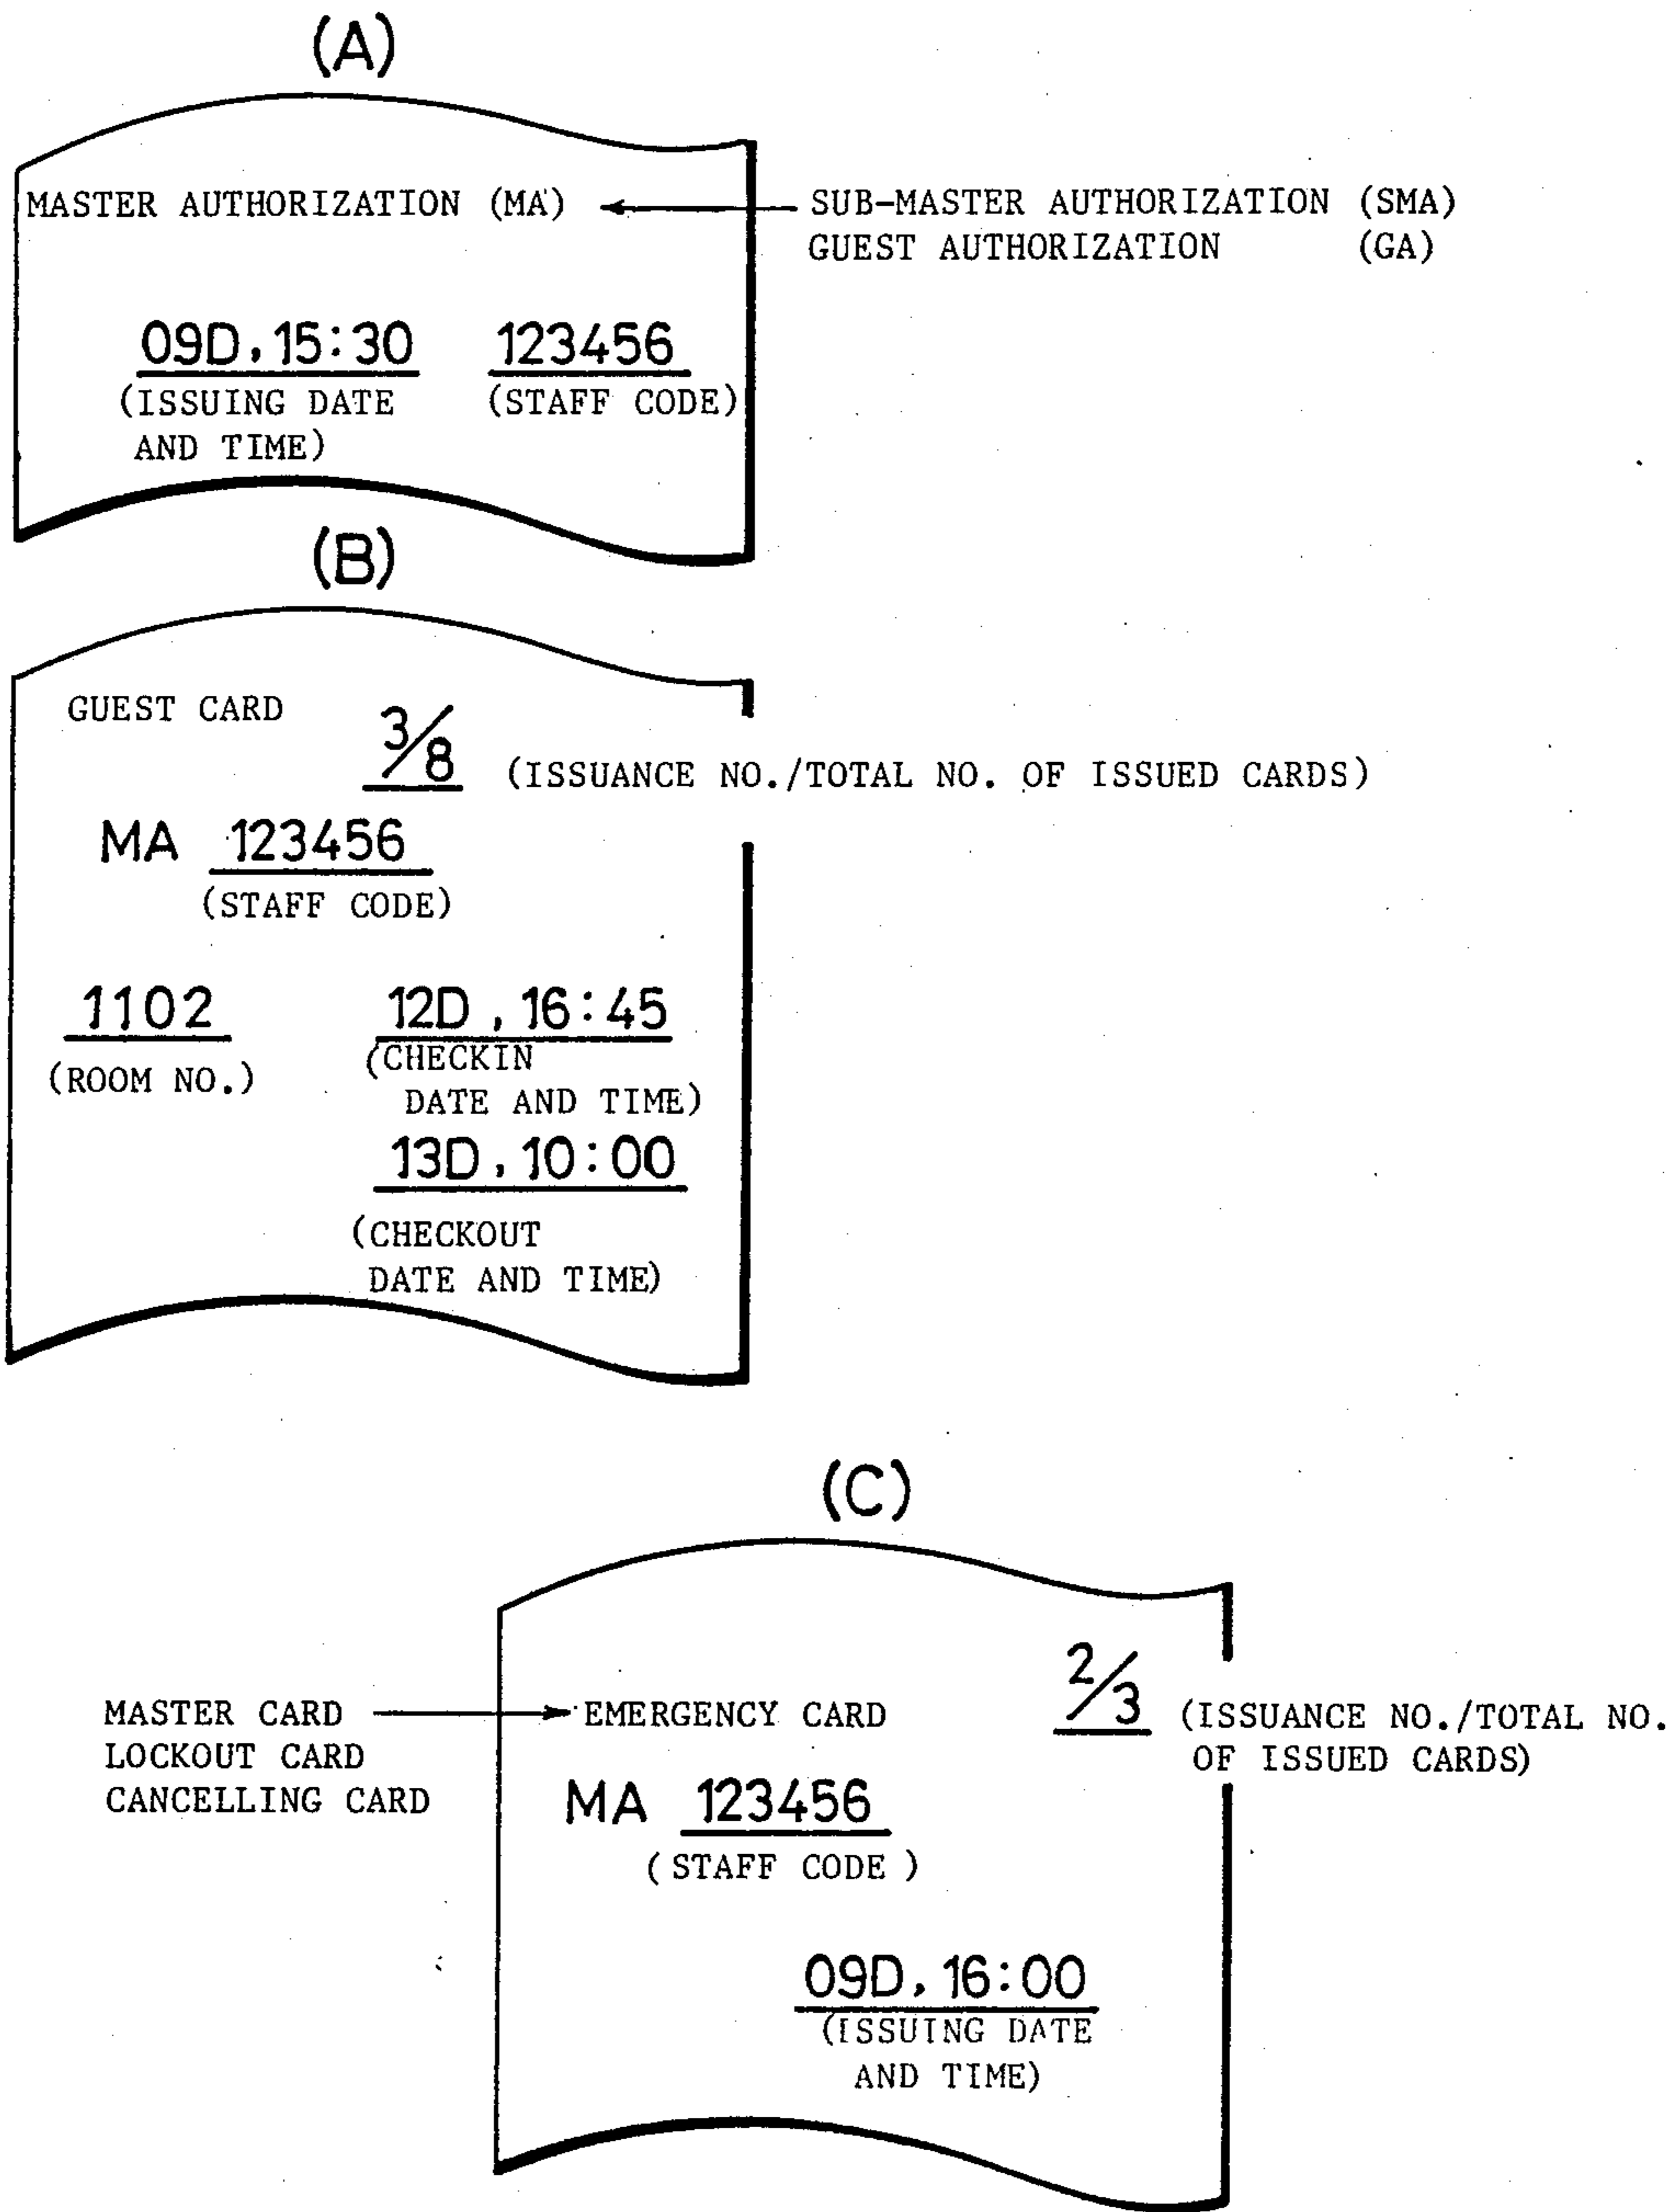 (A)
MASTER AUTHORIZATION (MA) SUB-MASTER AUTHORIZATION (SMA)
GUEST AUTHORIZATION (GA)
09D, 15:30 123456
(ISSUING DATE (STAFF CODE)
AND TIME)
(B)
GUEST CARD 3/8 (ISSUANCE NO./TOTAL NO. OF ISSUED CARDS)
MA 123456
(STAFF CODE)
1102 12D, 16:45
(ROOM NO.) (CHECKIN
DATE AND TIME)
13D, 10:00
(CHECKOUT
DATE AND TIME)
(C)
MASTER CARD EMERGENCY CARD 2/3 (ISSUANCE NO./TOTAL NO.
LOCKOUT CARD OF ISSUED CARDS)
CANCELLING CARD MA 123456
(STAFF CODE)
09D, 16:00
(ISSUING DATE
AND TIME)